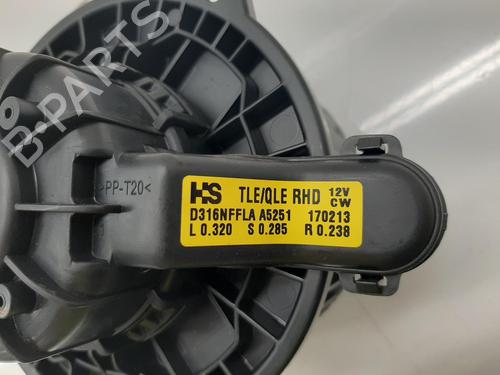 B-PARTS
>PP-T20<
HS TLE/QLE RHD 12V CW
D316NFFLA A5251 170213
L 0.320 S 0.285 R 0.238